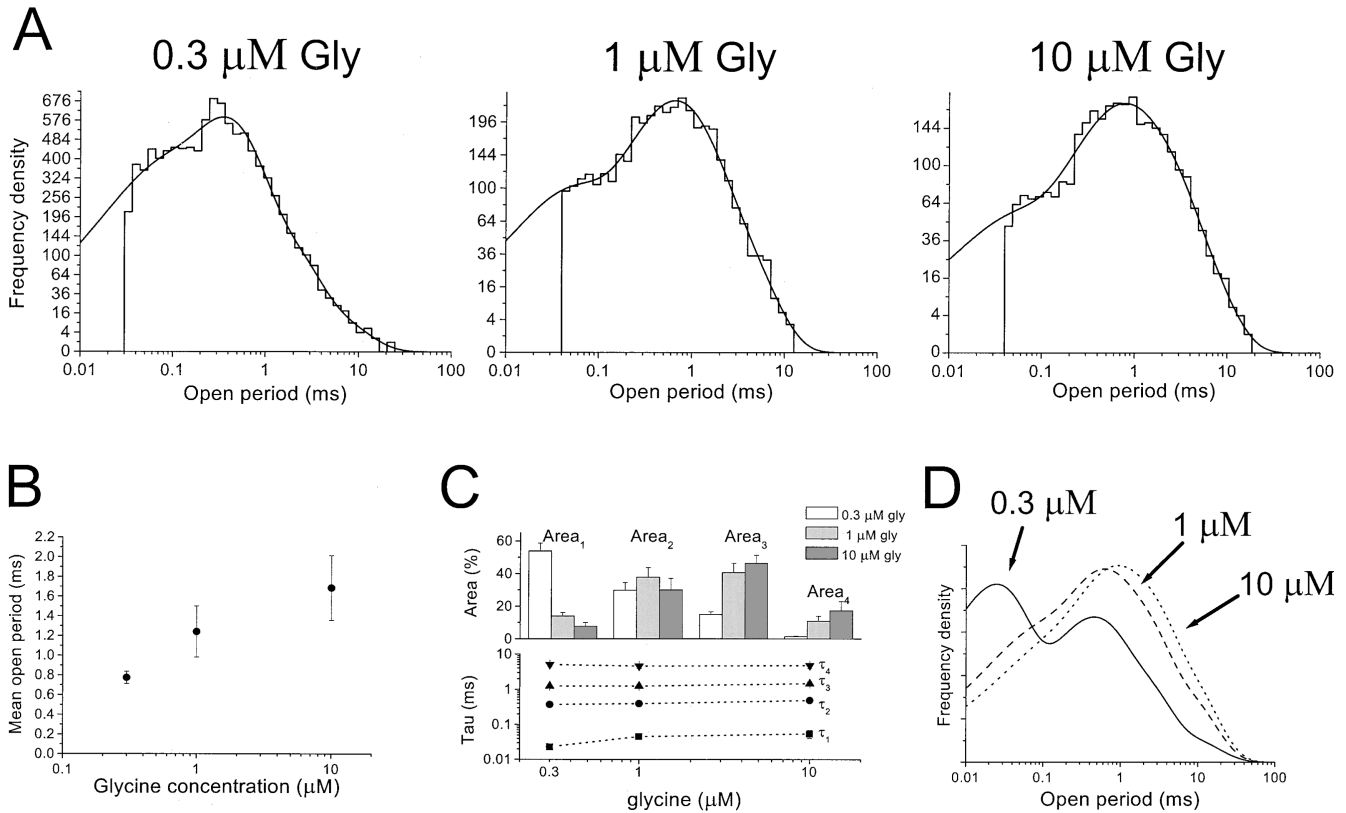 A
0.3 μM Gly
1 μM Gly
10 μM Gly
Frequency density
676
576
484
400
324
256
196
144
100
64
36
16
4
0
0.01 0.1 1 10 100
Open period (ms)
196
144
100
64
36
16
4
0
0.01 0.1 1 10 100
Open period (ms)
144
100
64
36
16
4
0
0.01 0.1 1 10 100
Open period (ms)
B
Mean open period (ms)
2.2
2.0
1.8
1.6
1.4
1.2
1.0
0.8
0.6
0.4
0.2
0.0
0.1 1 10
Glycine concentration (μM)
C
0.3 μM gly
1 μM gly
10 μM gly
Area (%)
60
40
20
0
Area1
Area2
Area3
Area4
Tau (ms)
10
1
0.1
0.01
τ4
τ3
τ2
τ1
0.3 1 10
glycine (μM)
D
0.3 μM
1 μM
10 μM
Frequency density
0.01 0.1 1 10 100
Open period (ms)